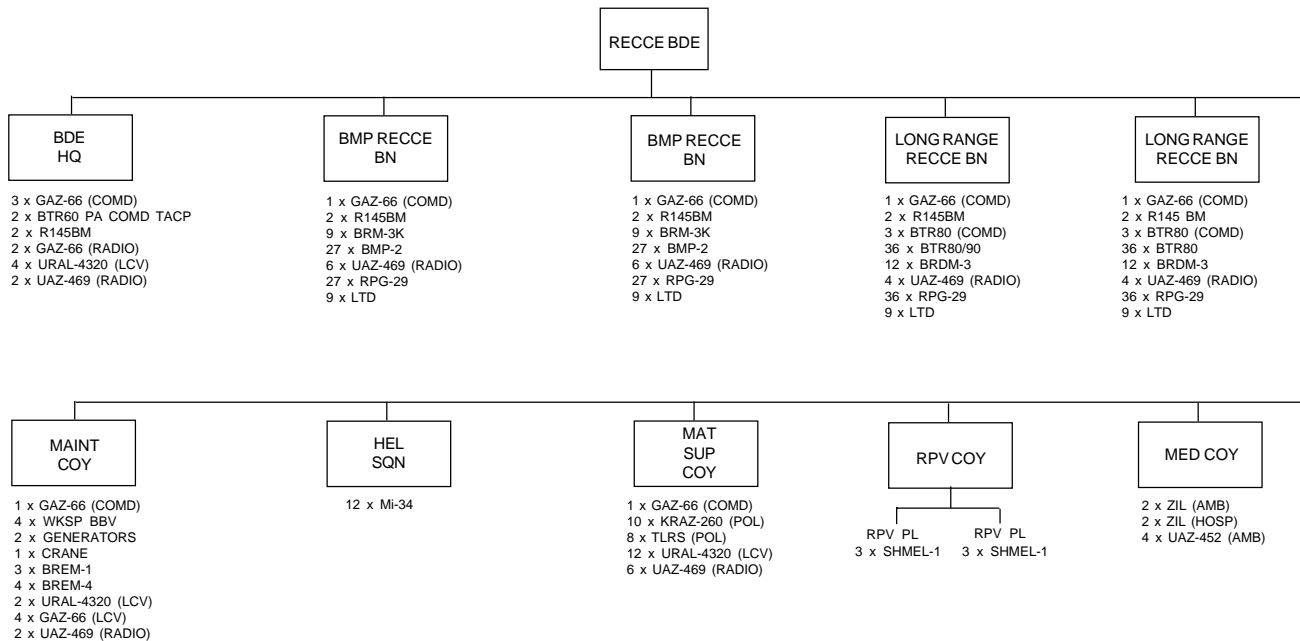 RECCE BDE
BDE
HQ
3 x GAZ-66 (COMD)
2 x BTR60 PA COMD TACP
2 x R145BM
2 x GAZ-66 (RADIO)
4 x URAL-4320 (LCV)
2 x UAZ-469 (RADIO)
BMP RECCE
BN
1 x GAZ-66 (COMD)
2 x R145BM
9 x BRM-3K
27 x BMP-2
6 x UAZ-469 (RADIO)
27 x RPG-29
9 x LTD
BMP RECCE
BN
1 x GAZ-66 (COMD)
2 x R145BM
9 x BRM-3K
27 x BMP-2
6 x UAZ-469 (RADIO)
27 x RPG-29
9 x LTD
LONG RANGE
RECCE BN
1 x GAZ-66 (COMD)
2 x R145BM
3 x BTR80 (COMD)
36 x BTR80/90
12 x BRDM-3
4 x UAZ-469 (RADIO)
36 x RPG-29
9 x LTD
LONG RANGE
RECCE BN
1 x GAZ-66 (COMD)
2 x R145 BM
3 x BTR80 (COMD)
36 x BTR80
12 x BRDM-3
4 x UAZ-469 (RADIO)
36 x RPG-29
9 x LTD
MAINT
COY
1 x GAZ-66 (COMD)
4 x WKSP BBV
2 x GENERATORS
1 x CRANE
3 x BREM-1
4 x BREM-4
2 x URAL-4320 (LCV)
4 x GAZ-66 (LCV)
2 x UAZ-469 (RADIO)
HEL
SQN
12 x Mi-34
MAT
SUP
COY
1 x GAZ-66 (COMD)
10 x KRAZ-260 (POL)
8 x TLRS (POL)
12 x URAL-4320 (LCV)
6 x UAZ-469 (RADIO)
RPV COY
RPV PL
3 x SHMEL-1
RPV PL
3 x SHMEL-1
MED COY
2 x ZIL (AMB)
2 x ZIL (HOSP)
4 x UAZ-452 (AMB)